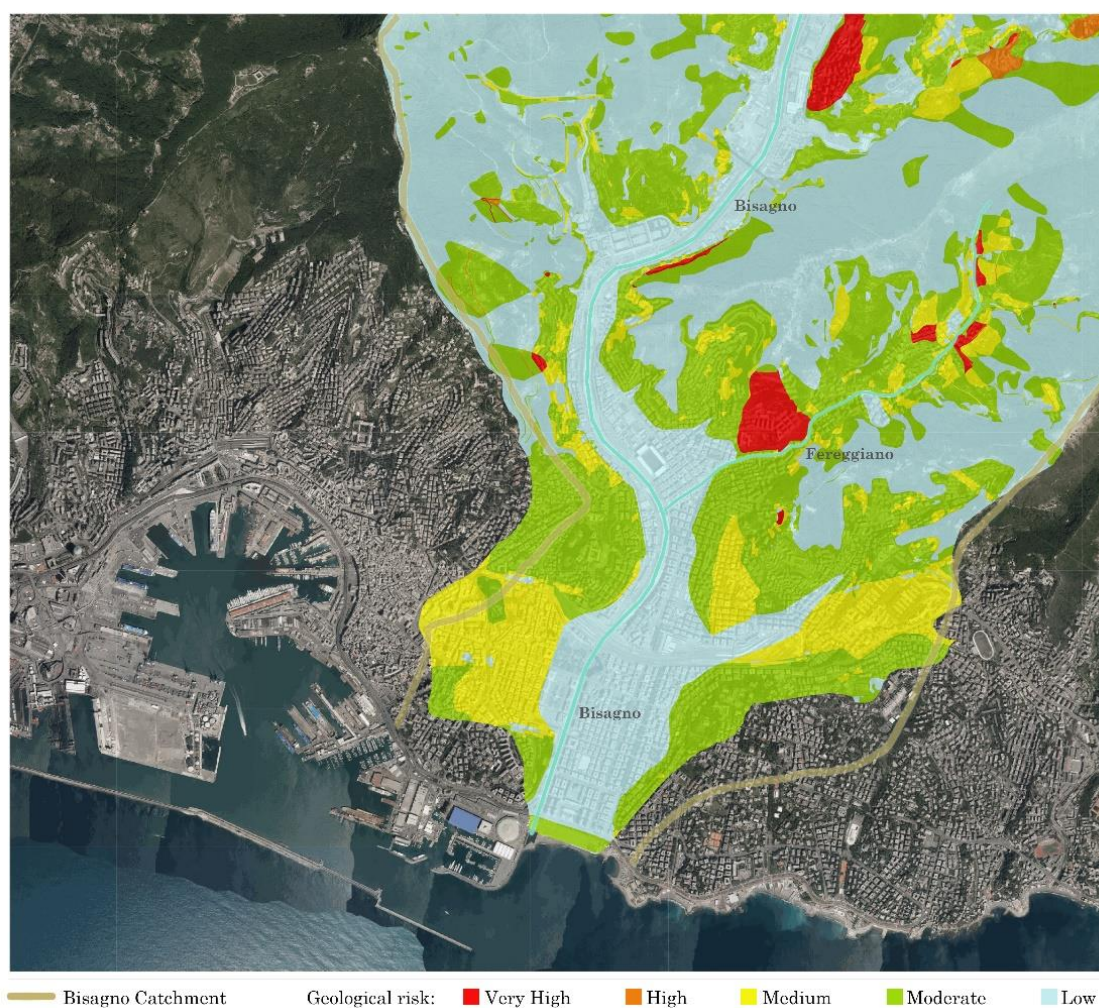 Bisagno
Fereggiano
Bisagno
Bisagno Catchment Geological risk: Very High High Medium Moderate Low